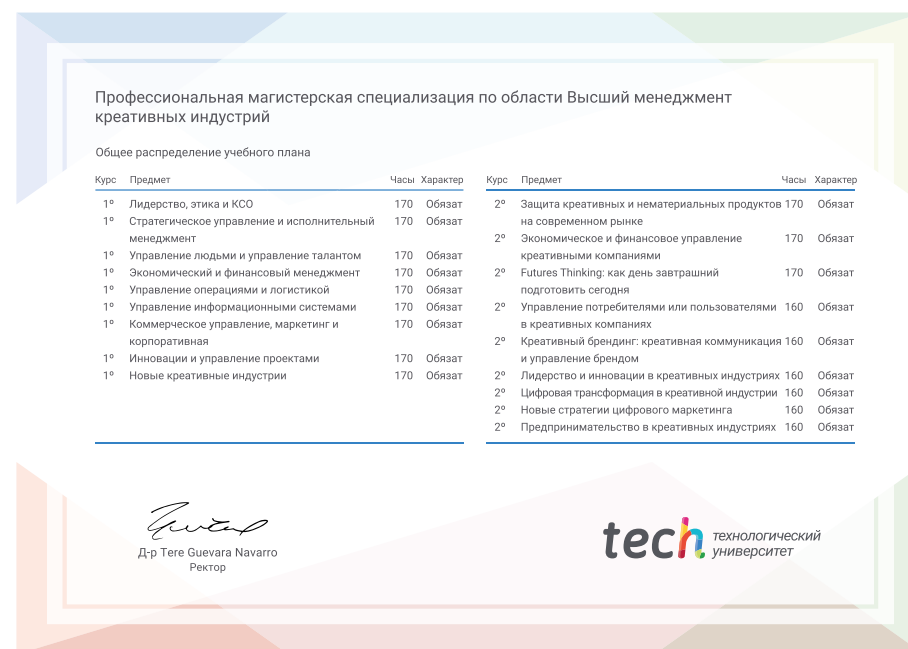 Профессиональная магистерская специализация по области Высший менеджмент
креативных индустрий
Общее распределение учебного плана
Курс Предмет Часы Характер
1º Лидерство, этика и КСО 170 Обязат
1º Стратегическое управление и исполнительный 170 Обязат
менеджмент
1º Управление людьми и управление талантом 170 Обязат
1º Экономический и финансовый менеджмент 170 Обязат
1º Управление операциями и логистикой 170 Обязат
1º Управление информационными системами 170 Обязат
1º Коммерческое управление, маркетинг и 170 Обязат
корпоративная
1º Инновации и управление проектами 170 Обязат
1º Новые креативные индустрии 170 Обязат
Курс Предмет Часы Характер
2º Защита креативных и нематериальных продуктов 170 Обязат
на современном рынке
2º Экономическое и финансовое управление 170 Обязат
креативными компаниями
2º Futures Thinking: как день завтрашний 170 Обязат
подготовить сегодня
2º Управление потребителями или пользователями 160 Обязат
в креативных компаниях
2º Креативный брендинг: креативная коммуникация 160 Обязат
и управление брендом
2º Лидерство и инновации в креативных индустриях 160 Обязат
2º Цифровая трансформация в креативной индустрии 160 Обязат
2º Новые стратегии цифрового маркетинга 160 Обязат
2º Предпринимательство в креативных индустриях 160 Обязат
Д-р Tere Guevara Navarro
Ректор
tech технологический
университет